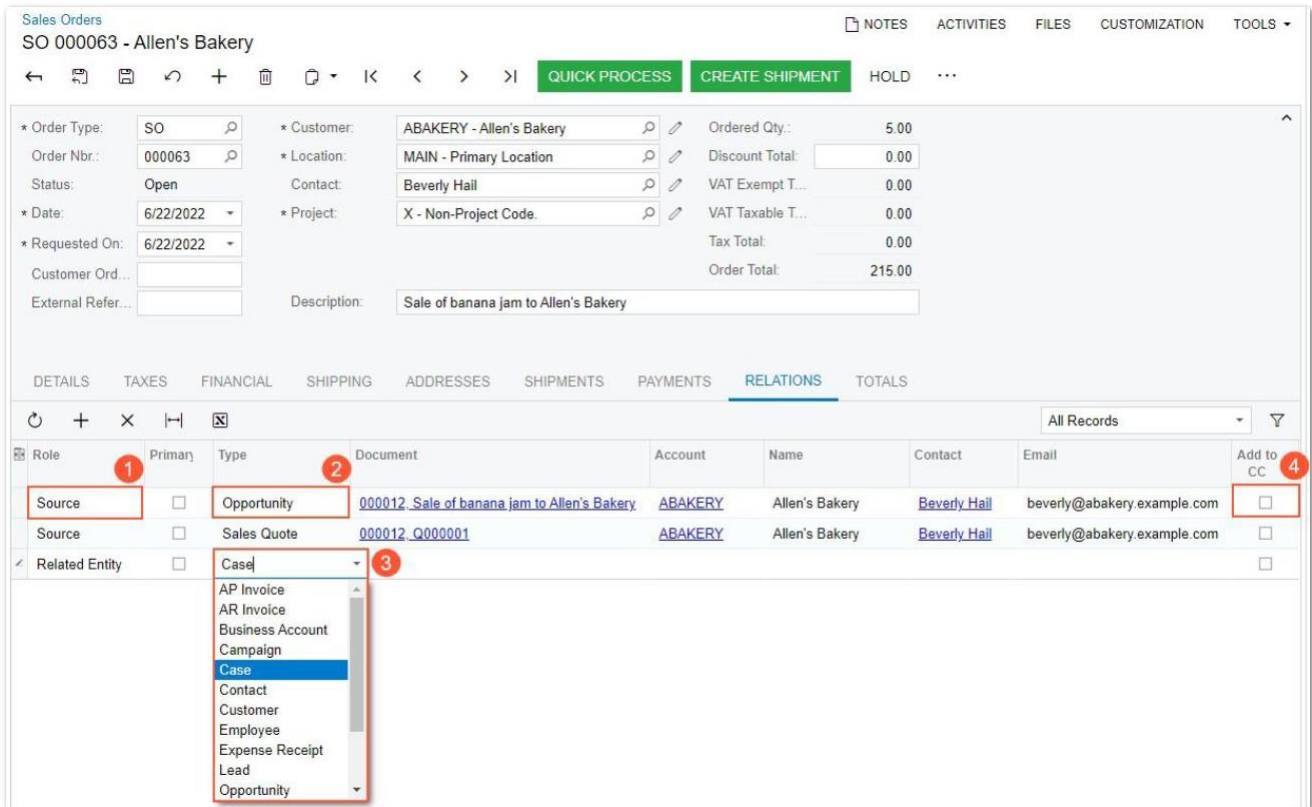 Sales Orders
SO 000063 - Allen's Bakery
NOTES ACTIVITIES FILES CUSTOMIZATION TOOLS
QUICK PROCESS CREATE SHIPMENT HOLD ...
* Order Type: SO * Customer: ABAKERY - Allen's Bakery Ordered Qty.: 5.00
Order Nbr.: 000063 * Location: MAIN - Primary Location Discount Total: 0.00
Status: Open Contact: Beverly Hail VAT Exempt T... 0.00
* Date: 6/22/2022 * Project: X - Non-Project Code. VAT Taxable T... 0.00
* Requested On: 6/22/2022 Tax Total: 0.00
Customer Ord... Order Total: 215.00
External Refer... Description: Sale of banana jam to Allen's Bakery
DETAILS TAXES FINANCIAL SHIPPING ADDRESSES SHIPMENTS PAYMENTS RELATIONS TOTALS
All Records
Role 1 Primary Type 2 Document Account Name Contact Email Add to CC 4
Source Opportunity 000012, Sale of banana jam to Allen's Bakery ABAKERY Allen's Bakery Beverly Hail beverly@abakery.example.com
Source Sales Quote 000012, Q000001 ABAKERY Allen's Bakery Beverly Hail beverly@abakery.example.com
Related Entity Case 3
AP Invoice
AR Invoice
Business Account
Campaign
Case
Contact
Customer
Employee
Expense Receipt
Lead
Opportunity